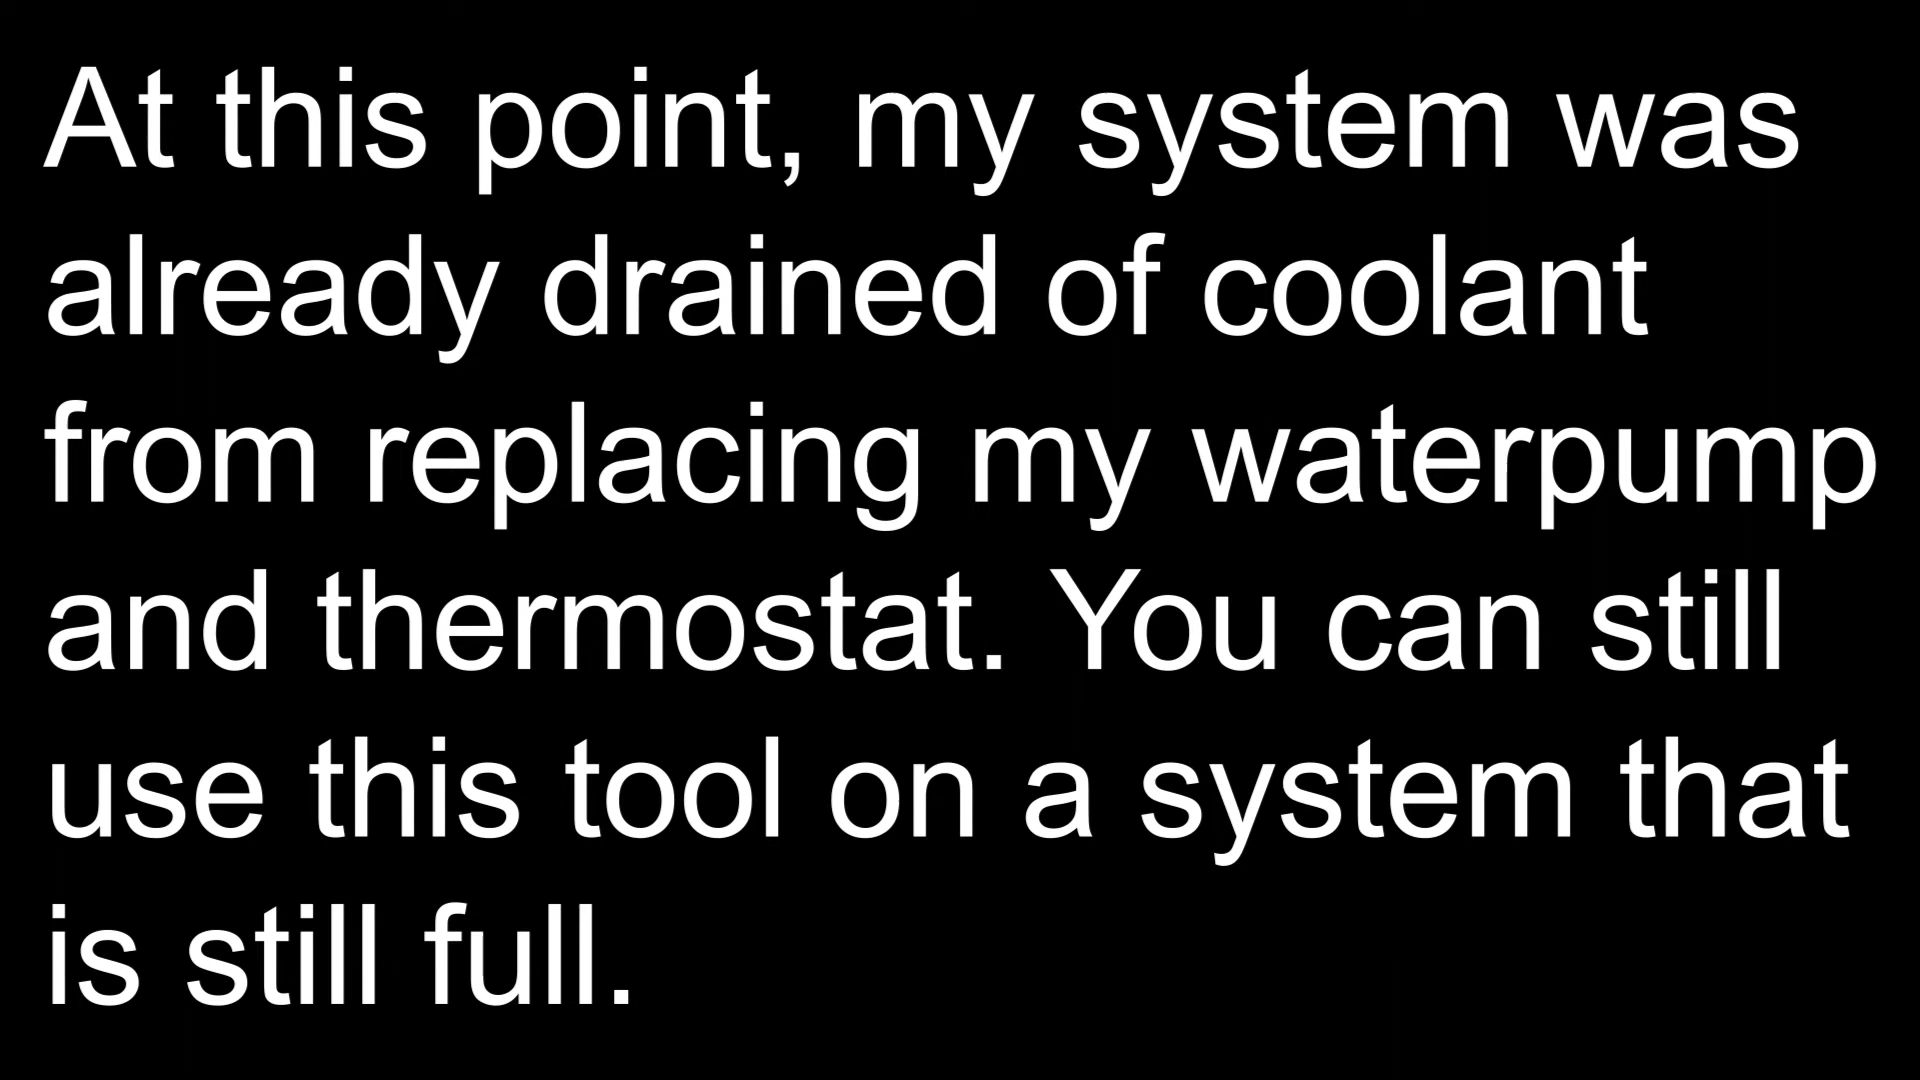 At this point, my system was
already drained of coolant
from replacing my waterpump
and thermostat. You can still
use this tool on a system that
is still full.